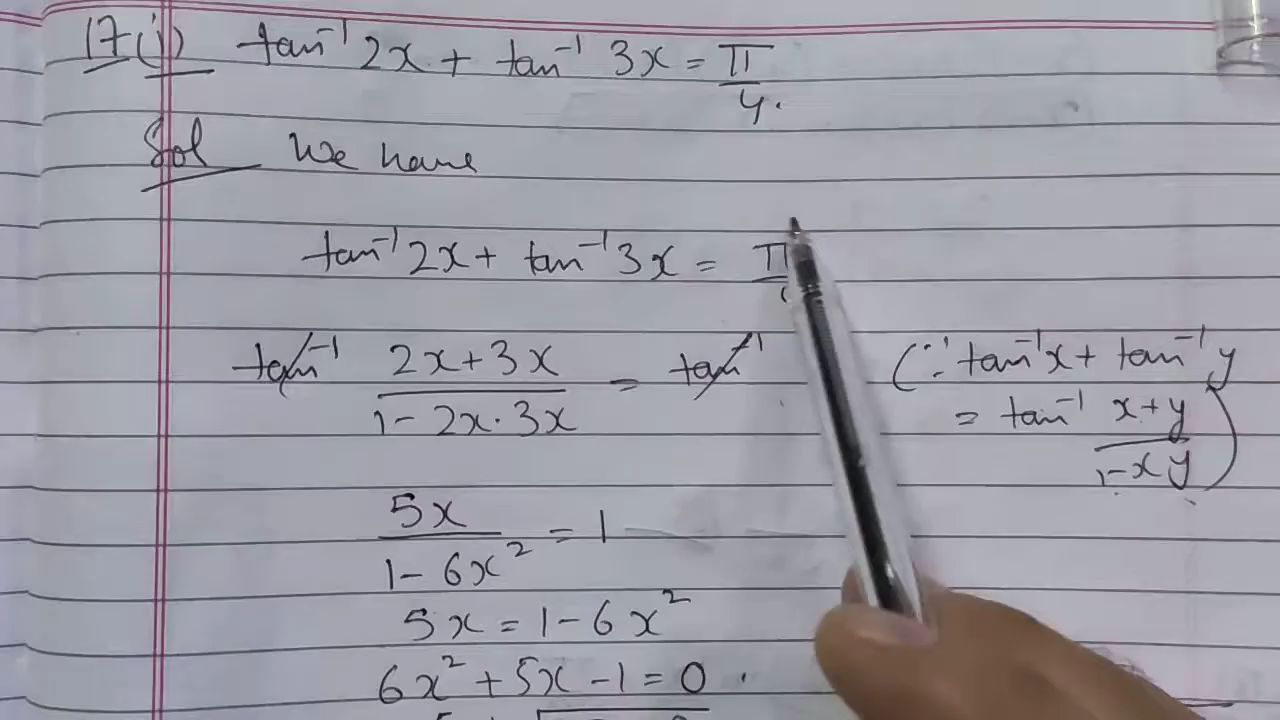 17(i) tan⁻¹ 2x + tan⁻¹ 3x = π/4.
Sol We have
tan⁻¹ 2x + tan⁻¹ 3x = π
tan⁻¹ (2x + 3x)/(1 - 2x · 3x) = tan⁻¹ (∵ tan⁻¹ x + tan⁻¹ y
= tan⁻¹ (x + y)/(1 - xy))
5x/(1 - 6x²) = 1
5x = 1 - 6x²
6x² + 5x - 1 = 0 .